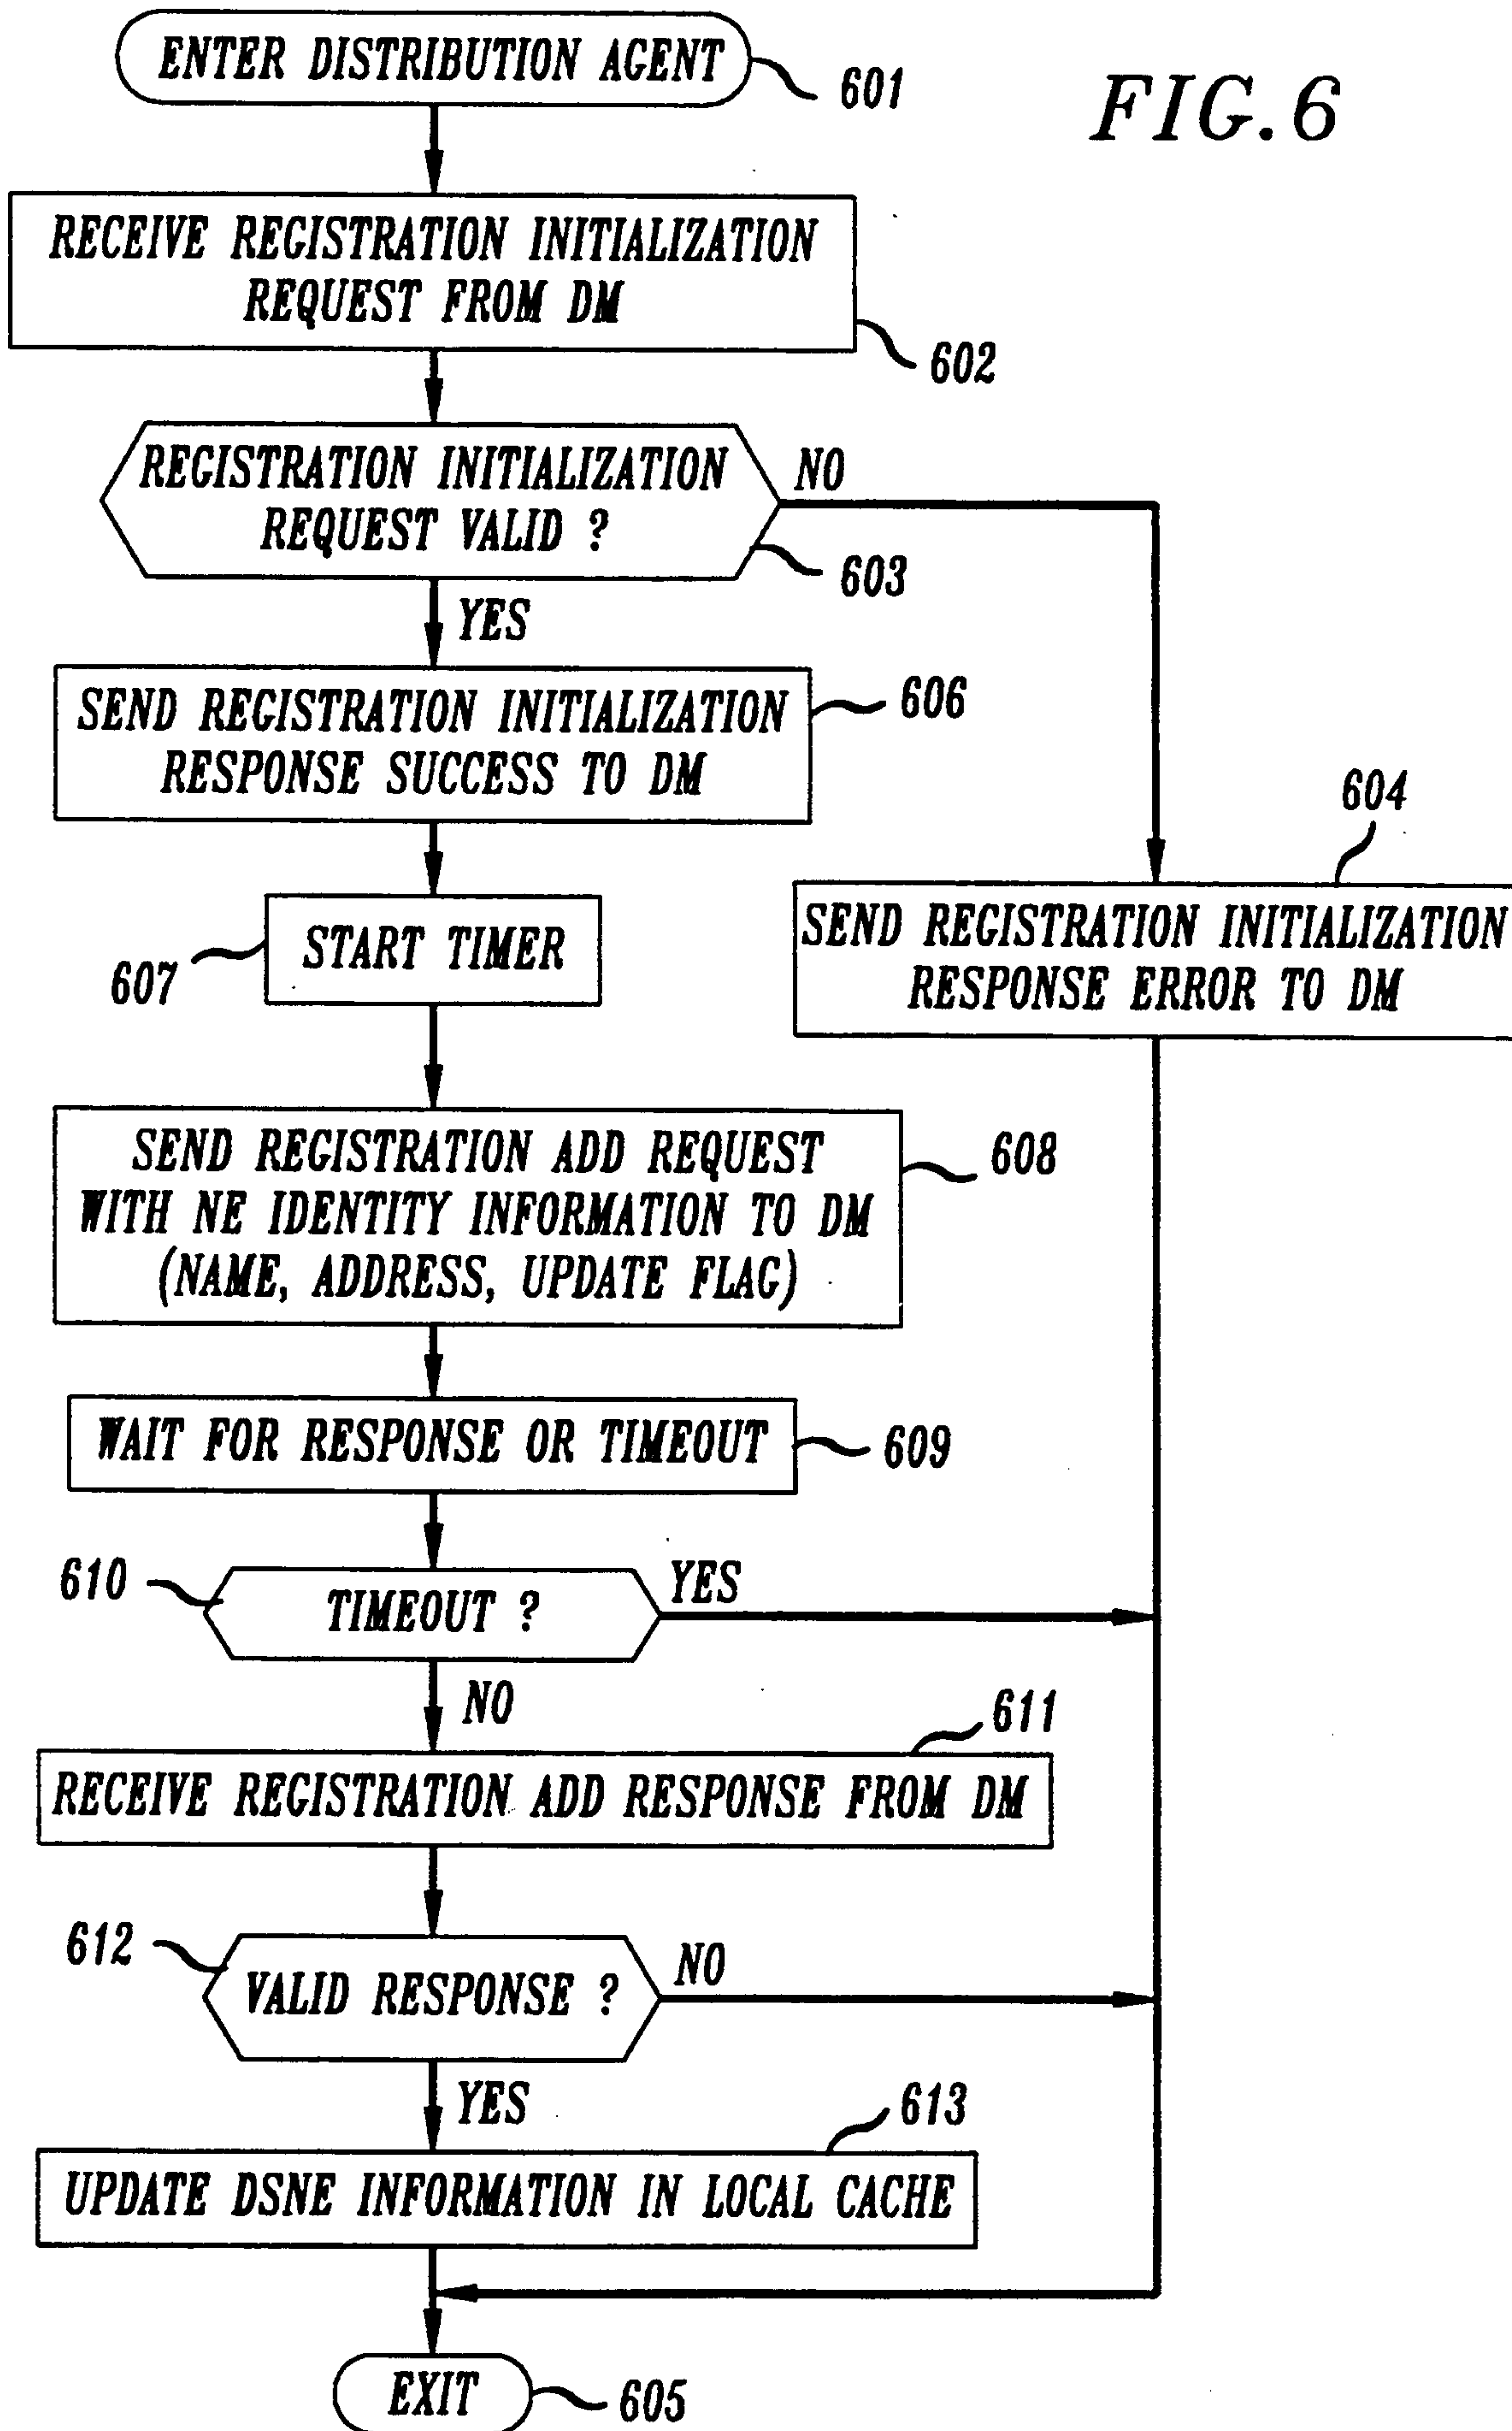 FIG. 6
ENTER DISTRIBUTION AGENT
601
RECEIVE REGISTRATION INITIALIZATION
REQUEST FROM DM
602
REGISTRATION INITIALIZATION
REQUEST VALID ?
603
NO
YES
SEND REGISTRATION INITIALIZATION
RESPONSE SUCCESS TO DM
606
604
SEND REGISTRATION INITIALIZATION
RESPONSE ERROR TO DM
START TIMER
607
SEND REGISTRATION ADD REQUEST
WITH NE IDENTITY INFORMATION TO DM
(NAME, ADDRESS, UPDATE FLAG)
608
WAIT FOR RESPONSE OR TIMEOUT
609
610
TIMEOUT ?
YES
NO
611
RECEIVE REGISTRATION ADD RESPONSE FROM DM
612
VALID RESPONSE ?
NO
YES
613
UPDATE DSNE INFORMATION IN LOCAL CACHE
EXIT
605